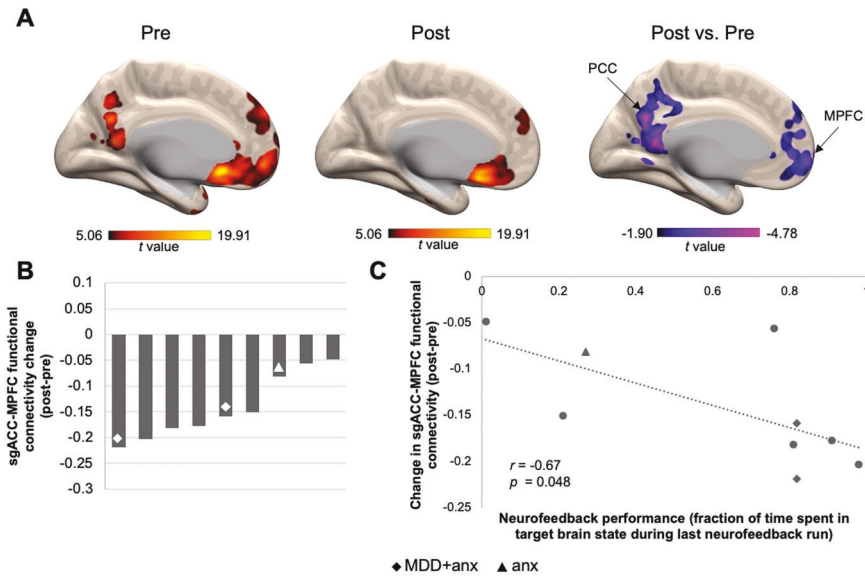 A
Pre
Post
Post vs. Pre
PCC
MPFC
5.06 19.91
t value
5.06 19.91
t value
-1.90 -4.78
t value
B
0.1
0.05
0
-0.05
-0.1
-0.15
-0.2
-0.25
-0.3
sgACC-MPFC functional
connectivity change
(post-pre)
C
0 0.2 0.4 0.6 0.8 1
0
-0.05
-0.1
-0.15
-0.2
-0.25
Change in sgACC-MPFC functional
connectivity (post-pre)
r = -0.67
p = 0.048
Neurofeedback performance (fraction of time spent in
target brain state during last neurofeedback run)
MDD+anx anx